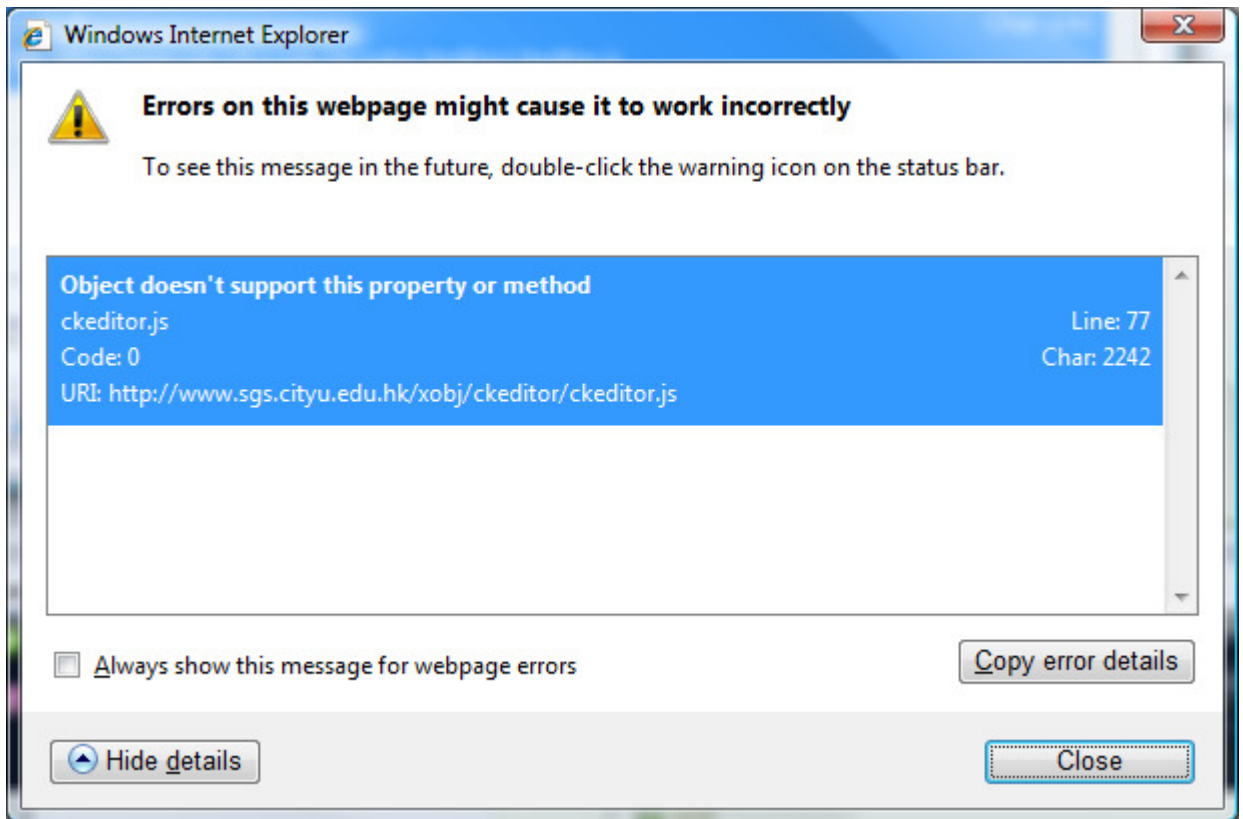 Windows Internet Explorer
Errors on this webpage might cause it to work incorrectly
To see this message in the future, double-click the warning icon on the status bar.
Object doesn't support this property or method
ckeditor.js Line: 77
Code: 0 Char: 2242
URI: http://www.sgs.cityu.edu.hk/xobj/ckeditor/ckeditor.js
Always show this message for webpage errors Copy error details
Hide details Close